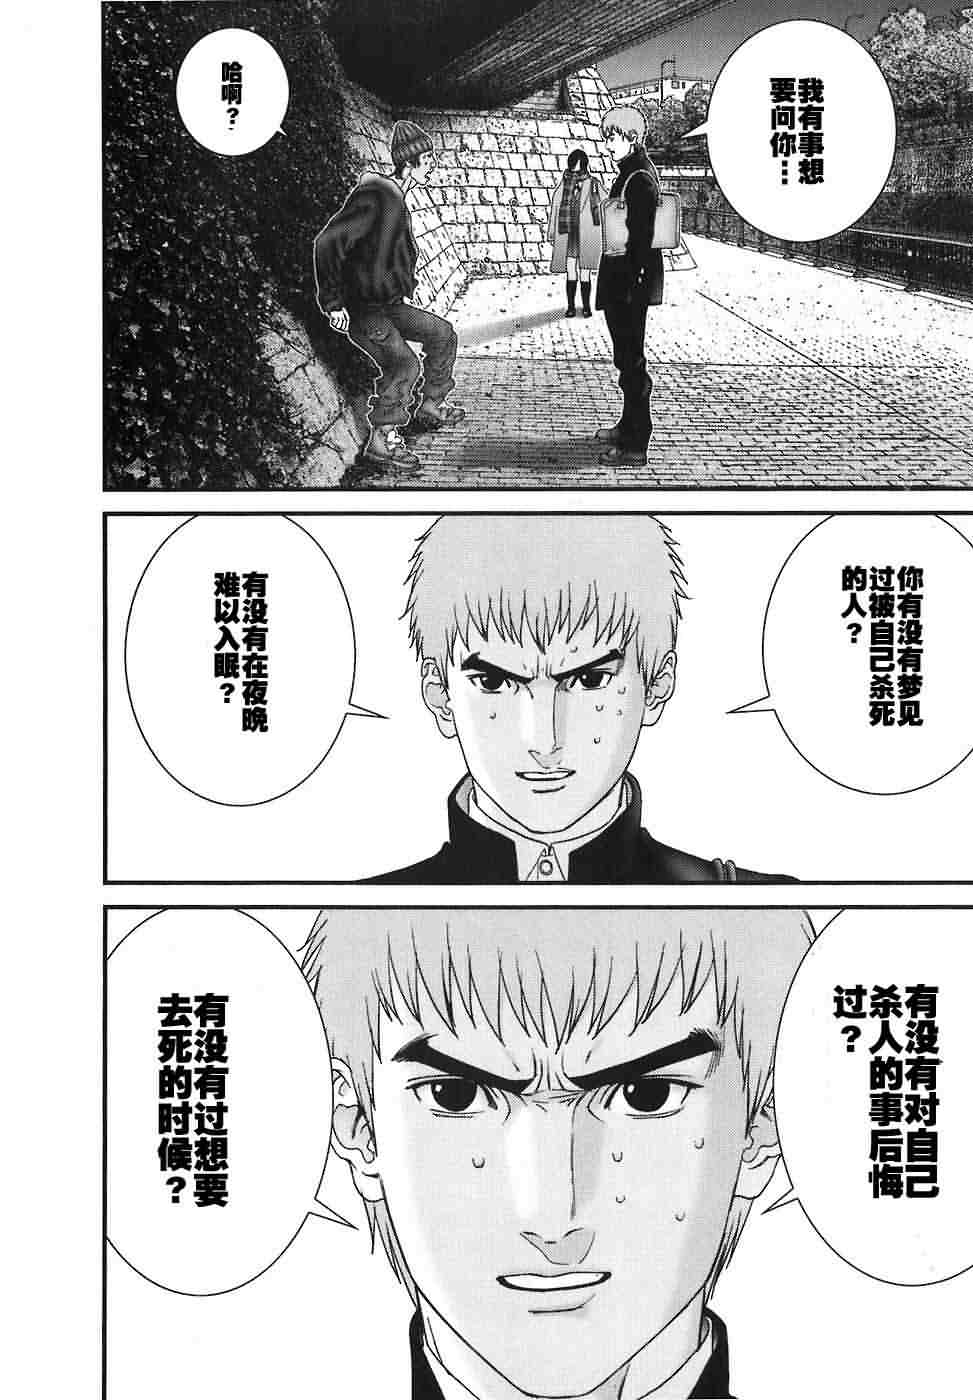 我有事想
要问你…
哈啊？
你有没有梦见
过被自己杀死
的人？
有没有在夜晚
难以入眠？
有没有对自己
杀人的事后悔
过？
有没有过想要
去死的时候？